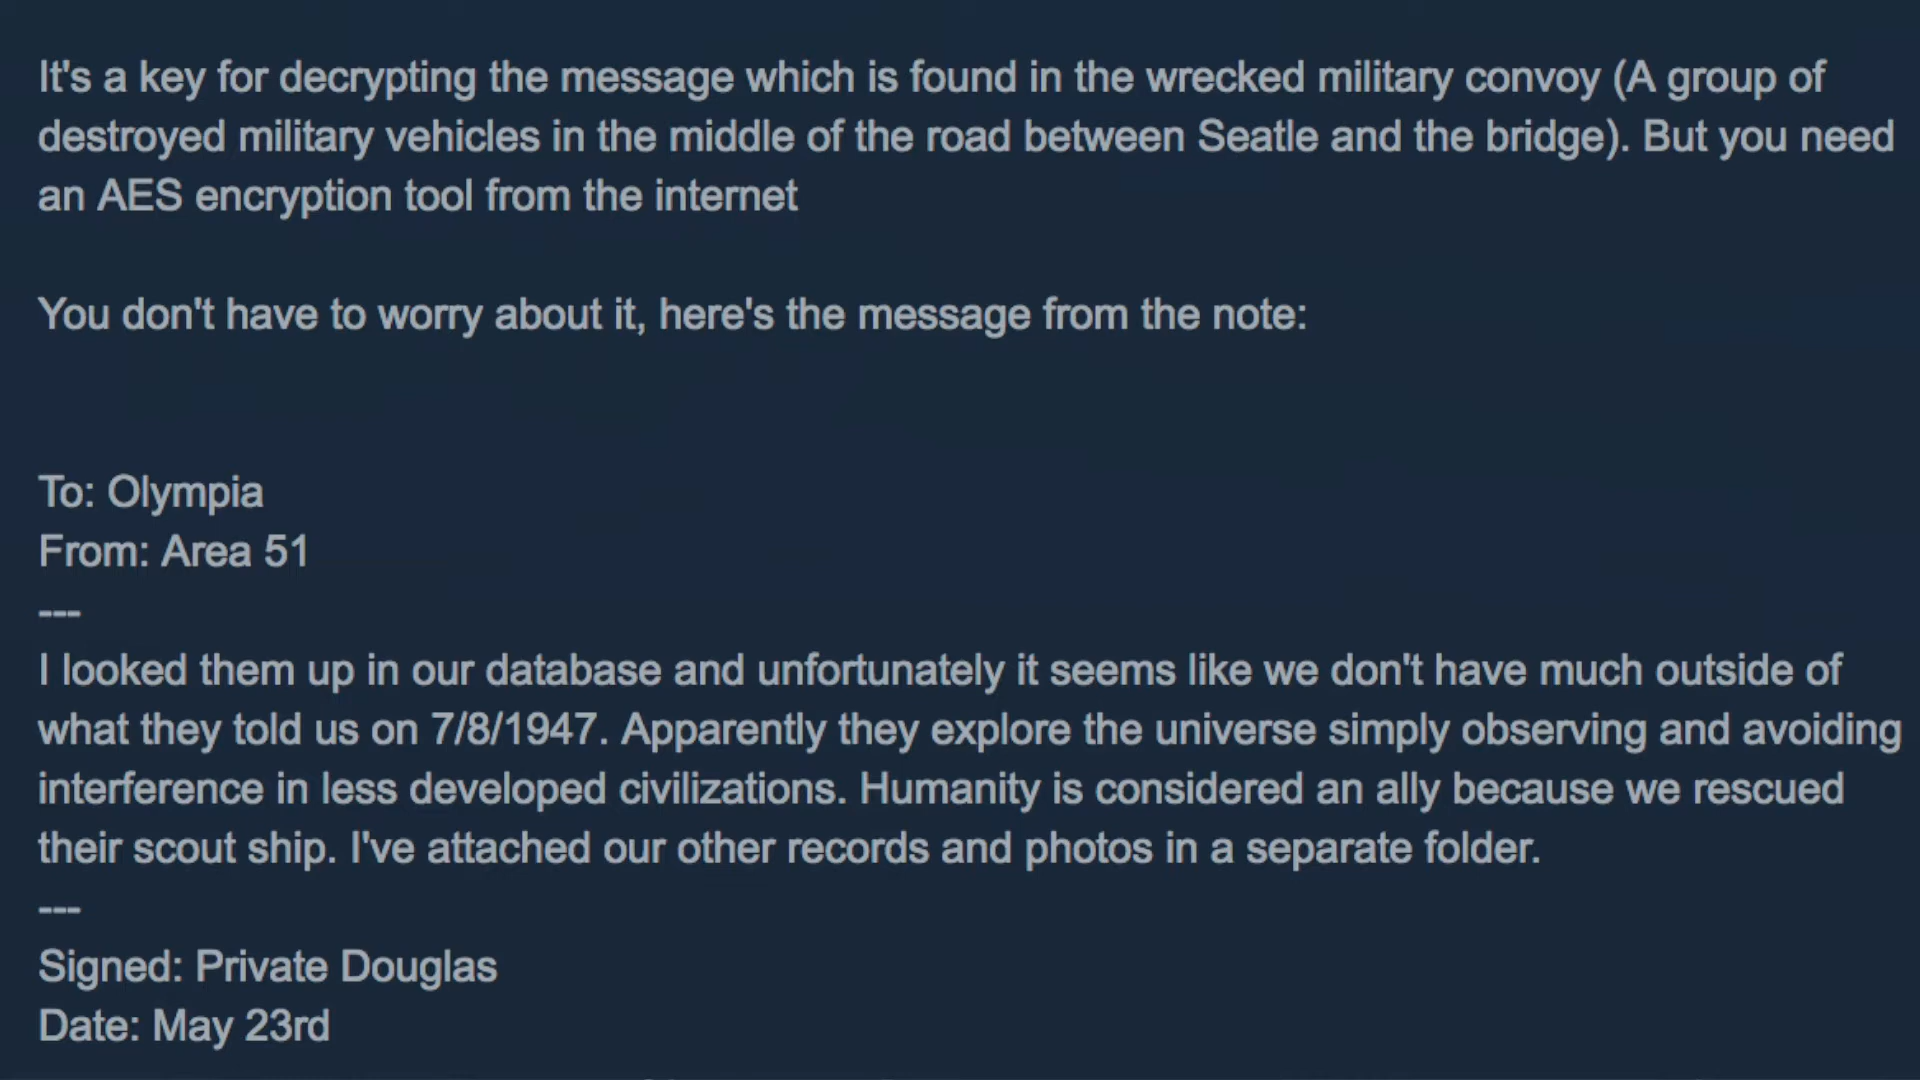 It's a key for decrypting the message which is found in the wrecked military convoy (A group of
destroyed military vehicles in the middle of the road between Seatle and the bridge). But you need
an AES encryption tool from the internet
You don't have to worry about it, here's the message from the note:
To: Olympia
From: Area 51
---
I looked them up in our database and unfortunately it seems like we don't have much outside of
what they told us on 7/8/1947. Apparently they explore the universe simply observing and avoiding
interference in less developed civilizations. Humanity is considered an ally because we rescued
their scout ship. I've attached our other records and photos in a separate folder.
---
Signed: Private Douglas
Date: May 23rd